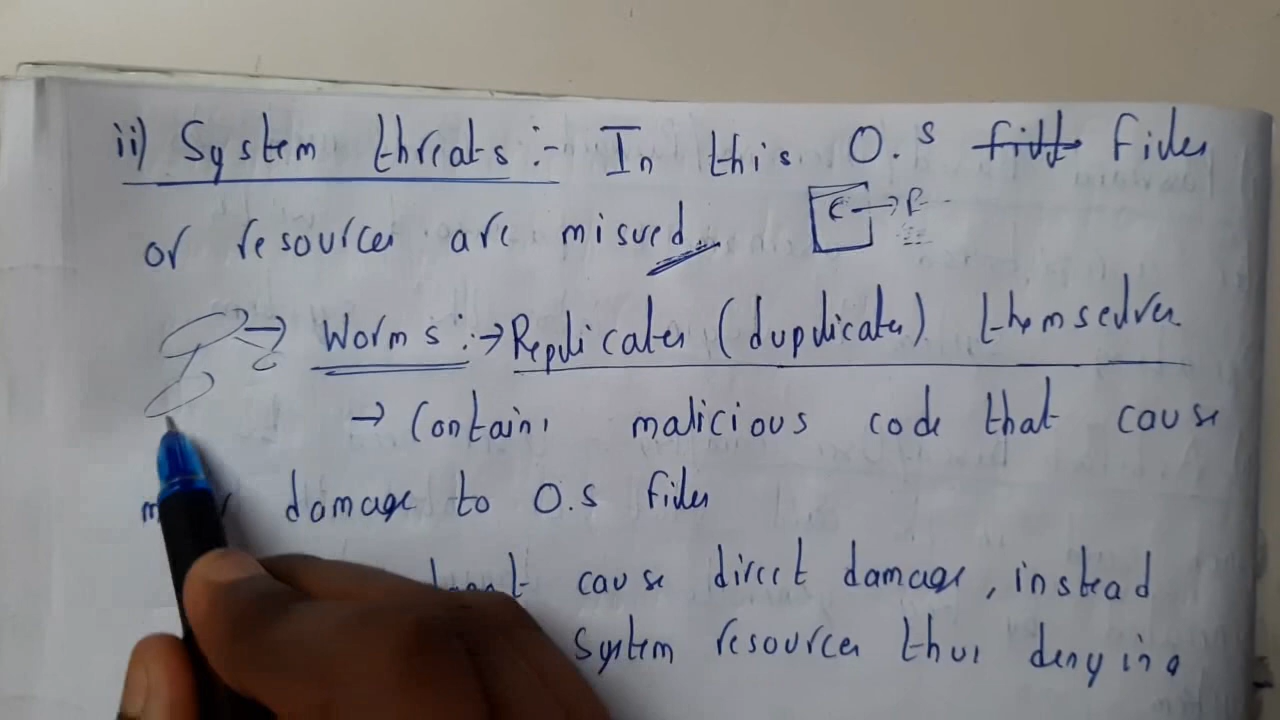 ii) System threats :- In this O.S Files
or resources are misued.
C → P
→ Worms :→ Replicates (duplicates) themselves
→ Contains malicious code that cause
damage to O.S files
cause direct damage, instead
System resources thus denying